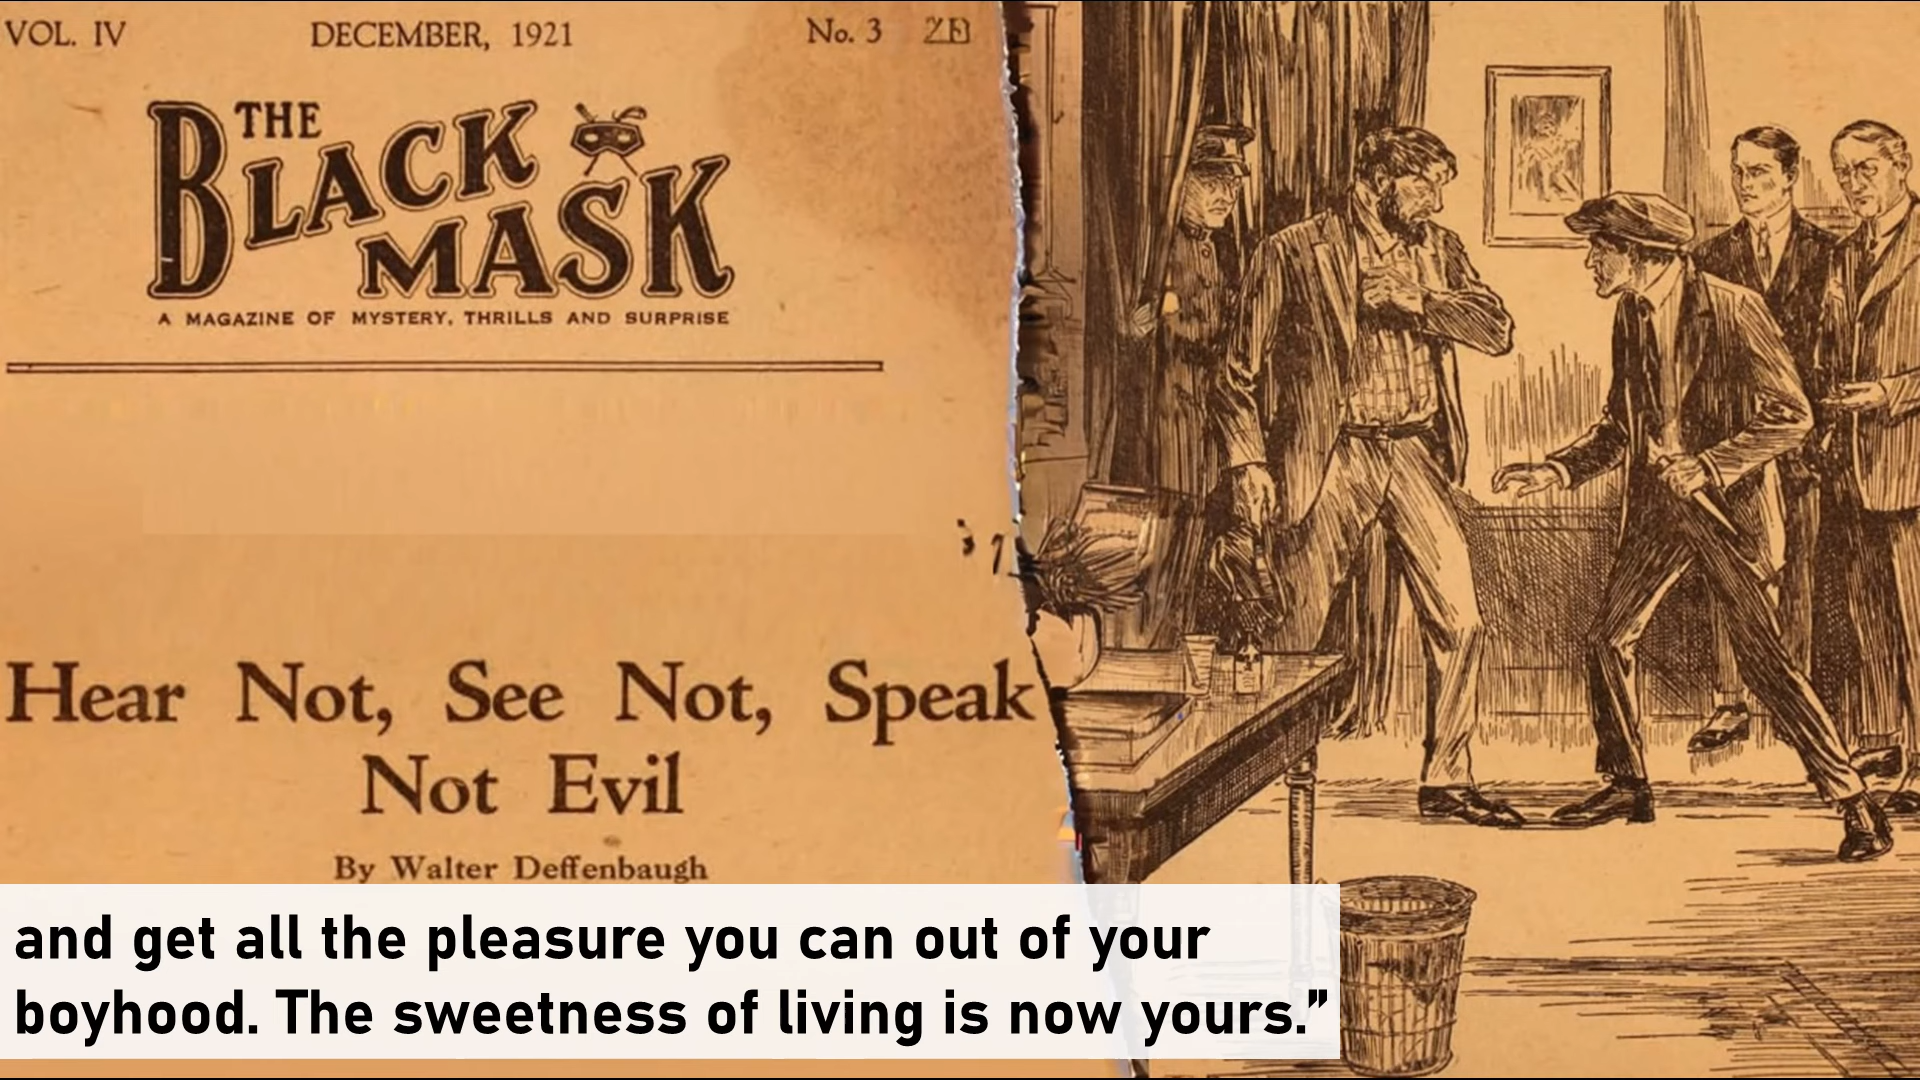 VOL. IV DECEMBER, 1921 No. 3
THE
BLACK
MASK
A MAGAZINE OF MYSTERY, THRILLS AND SURPRISE
Hear Not, See Not, Speak
Not Evil
By Walter Deffenbaugh
and get all the pleasure you can out of your
boyhood. The sweetness of living is now yours.”